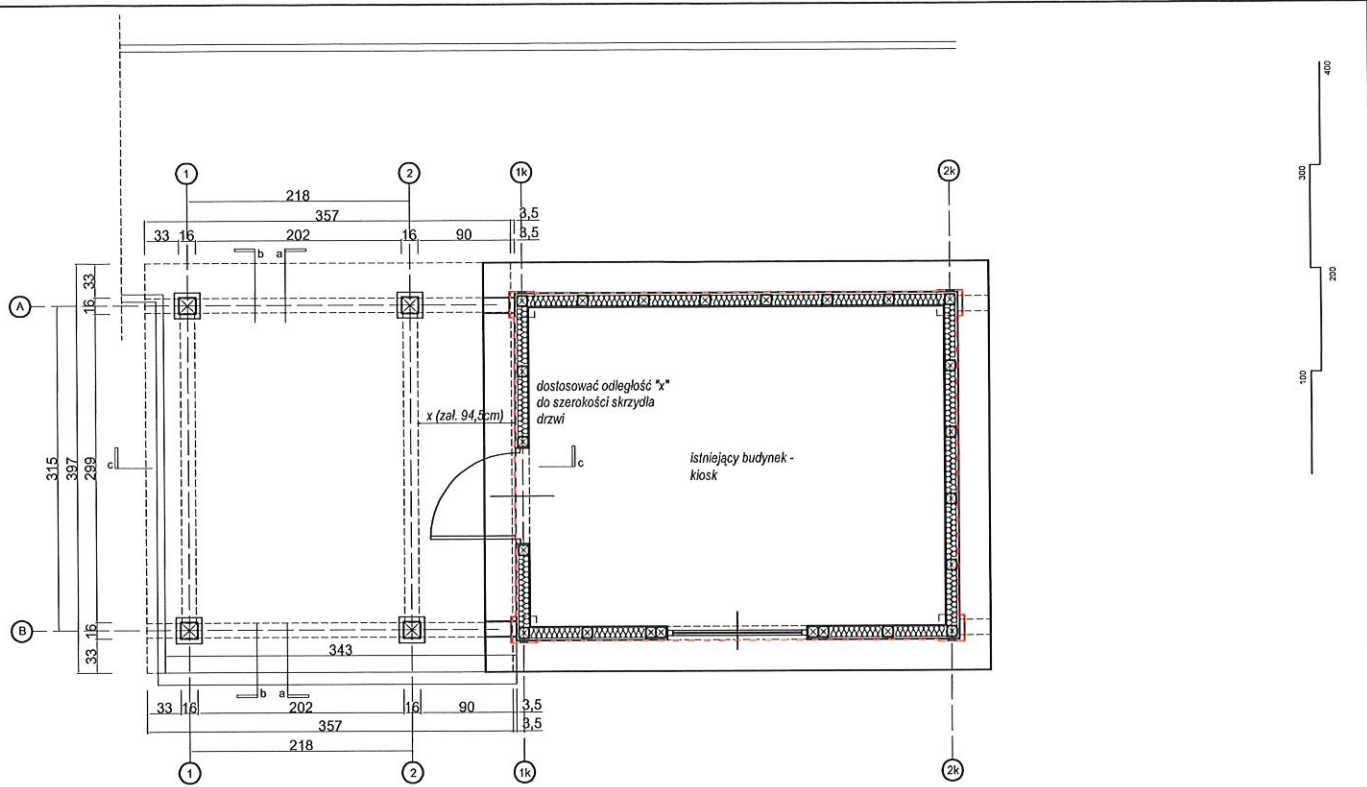 400
300
200
100
1
2
1k
2k
218
357
3,5
33
16
202
16
90
3,5
b
a
A
33
16
315
397
299
16
33
B
dostosować odległość "x"
do szerokości skrzydła
drzwi
x (zał. 94,5cm)
c
c
istniejący budynek -
kiosk
343
b
a
33
16
202
16
90
3,5
357
3,5
218
1
2
1k
2k